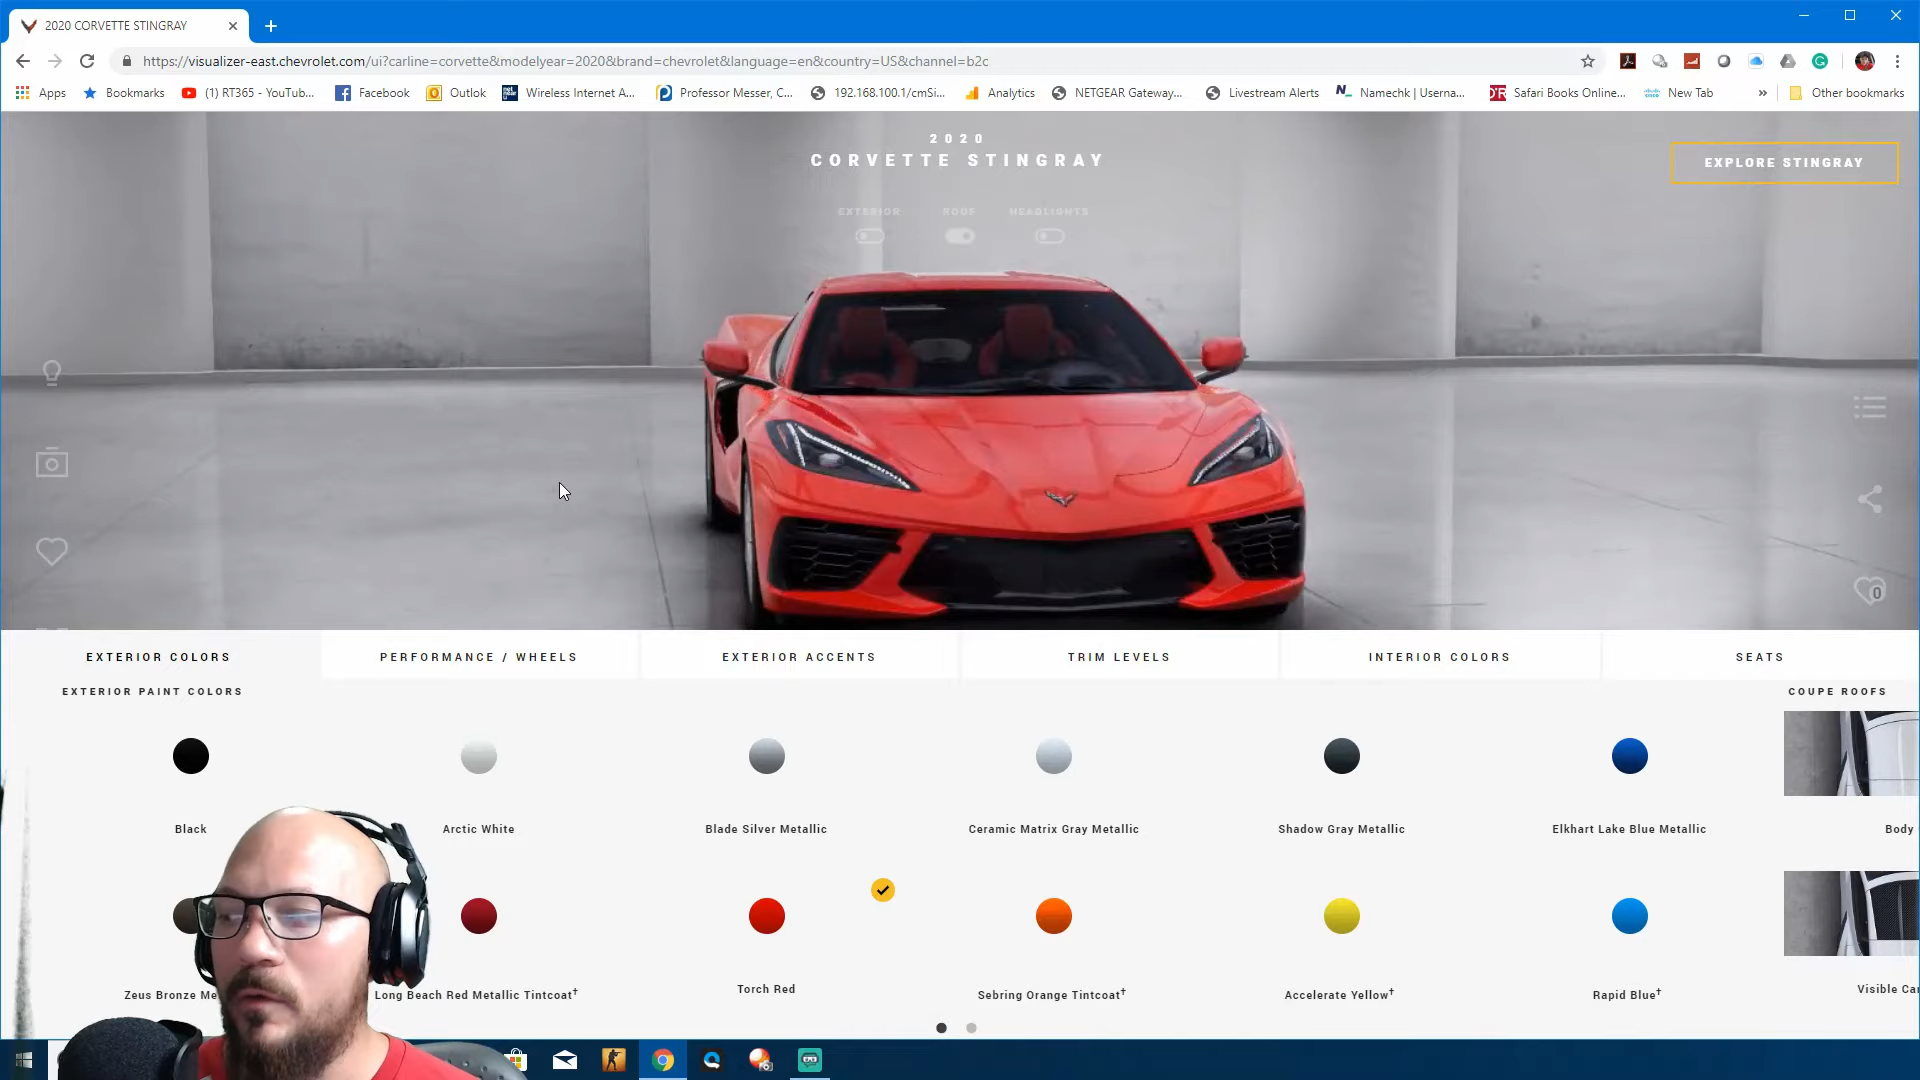 2020 CORVETTE STINGRAY
https://visualizer-east.chevrolet.com/ui?carline=corvette&modelyear=2020&brand=chevrolet&language=en&country=US&channel=b2c
Apps Bookmarks (1) RT365 - YouTub... Facebook Outlok Wireless Internet A... Professor Messer, C... 192.168.100.1/cmSi... Analytics NETGEAR Gateway... Livestream Alerts Namechk | Userna... Safari Books Online... New Tab » Other bookmarks
2020
CORVETTE STINGRAY
EXPLORE STINGRAY
EXTERIOR ROOF HEADLIGHTS
0
EXTERIOR COLORS PERFORMANCE / WHEELS EXTERIOR ACCENTS TRIM LEVELS INTERIOR COLORS SEATS
EXTERIOR PAINT COLORS COUPE ROOFS
Black Arctic White Blade Silver Metallic Ceramic Matrix Gray Metallic Shadow Gray Metallic Elkhart Lake Blue Metallic Body
Zeus Bronze Me Long Beach Red Metallic Tintcoat† Torch Red Sebring Orange Tintcoat† Accelerate Yellow† Rapid Blue† Visible Ca